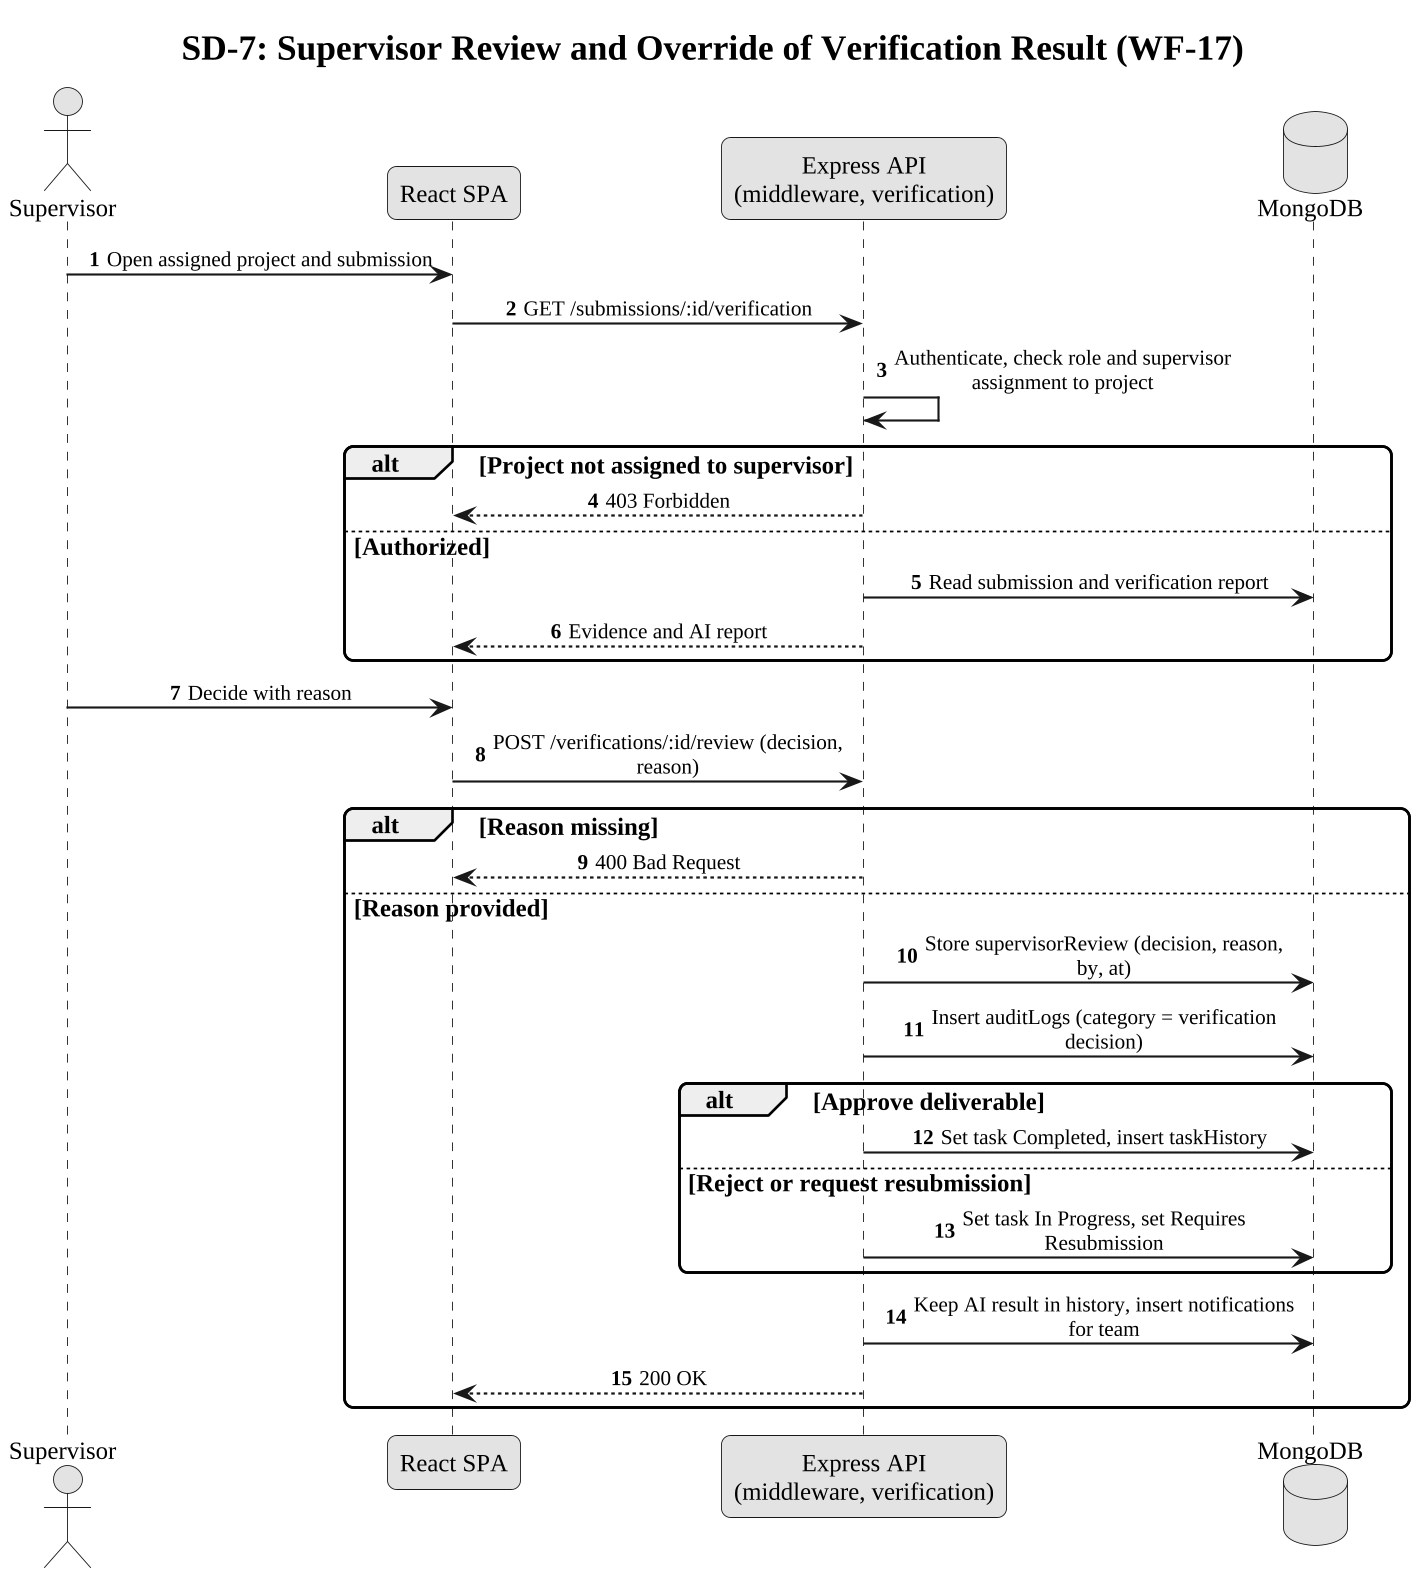 SD-7: Supervisor Review and Override of Verification Result (WF-17)
Supervisor
React SPA
Express API
(middleware, verification)
MongoDB
1 Open assigned project and submission
2 GET /submissions/:id/verification
3 Authenticate, check role and supervisor
assignment to project
alt [Project not assigned to supervisor]
4 403 Forbidden
[Authorized]
5 Read submission and verification report
6 Evidence and AI report
7 Decide with reason
8 POST /verifications/:id/review (decision,
reason)
alt [Reason missing]
9 400 Bad Request
[Reason provided]
10 Store supervisorReview (decision, reason,
by, at)
11 Insert auditLogs (category = verification
decision)
alt [Approve deliverable]
12 Set task Completed, insert taskHistory
[Reject or request resubmission]
13 Set task In Progress, set Requires
Resubmission
14 Keep AI result in history, insert notifications
for team
15 200 OK
Supervisor
React SPA
Express API
(middleware, verification)
MongoDB